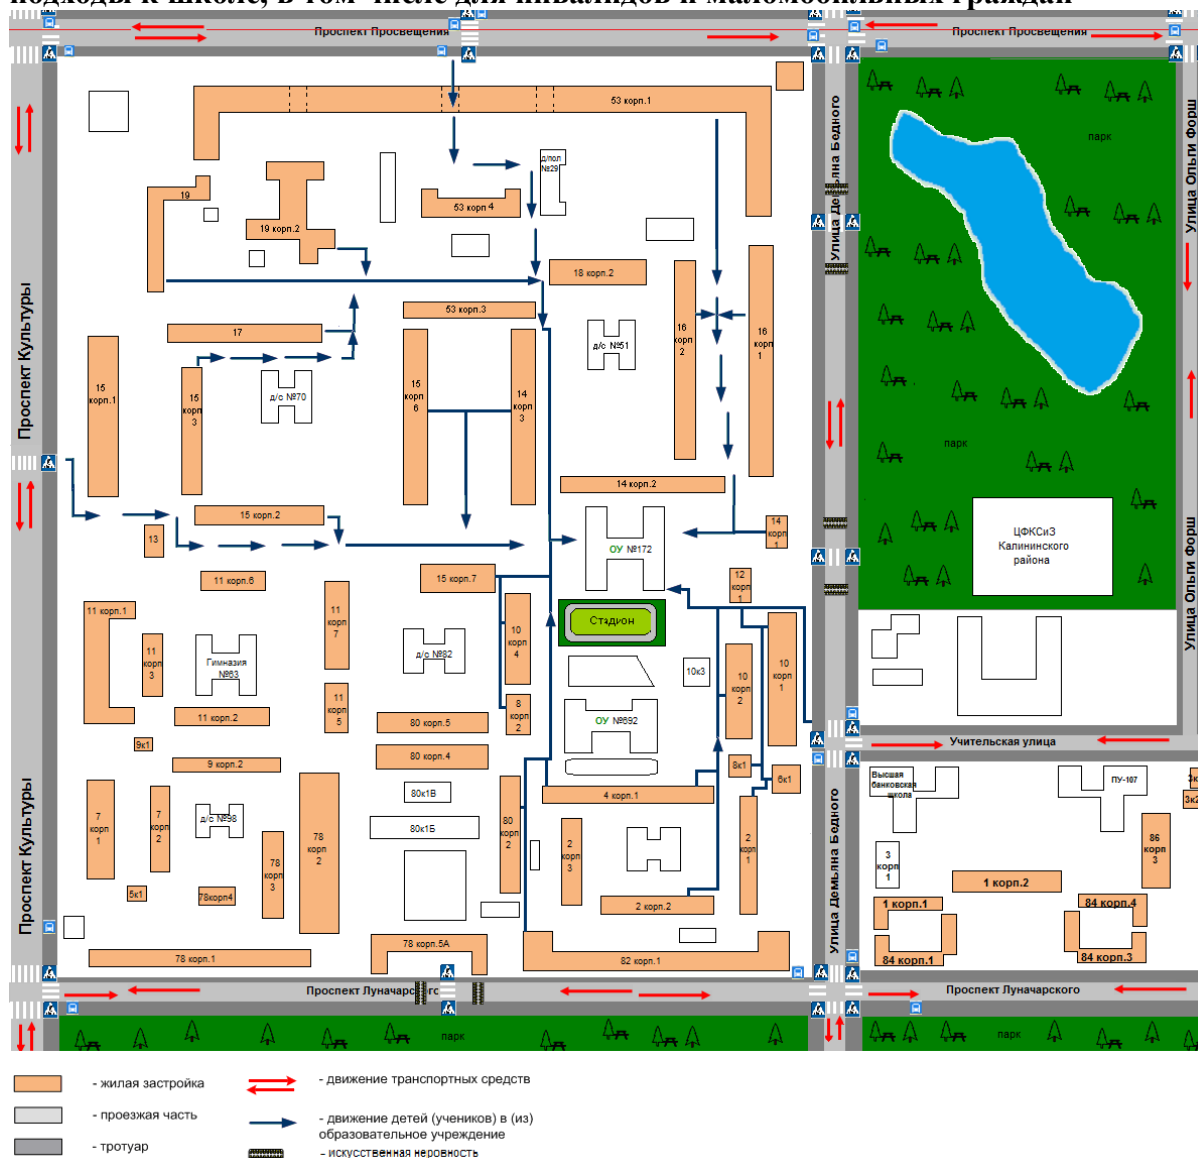 подходы к школе, в том числе для инвалидов и маломобильных граждан
Проспект Просвещения
Проспект Просвещения
53 корп.1
парк
Улица Демьяна Бедного
Улица Ольги Форш
д/пол
№29
19
53 корп 4
19 корп.2
18 корп.2
Проспект Культуры
53 корп.3
17
16
корп
2
16
корп
1
д/с №51
15
корп.1
15
корп
3
д/с №70
15
корп
6
14
корп
3
парк
14 корп.2
15 корп.2
13
ОУ №172
14
корп
1
ЦФКСиЗ
Калининского
района
Улица Ольги Форш
11 корп.6
15 корп.7
12
корп
1
11 корп.1
11
корп
7
10
корп
4
Стадион
11
корп
3
Гимназия
№63
д/с №82
10к3
10
корп
2
10
корп
1
11
корп
5
8
корп
2
11 корп.2
80 корп.5
ОУ №692
9к1
80 корп.4
Учительская улица
9 корп.2
8к1
6к1
Высшая
банковская
школа
ПУ-107
3к2
Проспект Культуры
7
корп
1
7
корп
2
д/с №98
78
корп
2
80к1В
80к1Б
80
корп
2
4 корп.1
2
корп
3
2
корп
1
Улица Демьяна Бедного
78
корп
3
3
корп
1
86
корп
3
5к1
78корп4
1 корп.2
2 корп.2
1 корп.1
84 корп.4
78 корп.1
78 корп.5А
82 корп.1
84 корп.1
84 корп.3
Проспект Луначарского
Проспект Луначарского
парк
парк
- жилая застройка
- движение транспортных средств
- проезжая часть
- движение детей (учеников) в (из)
образовательное учреждение
- тротуар
- искусственная неровность